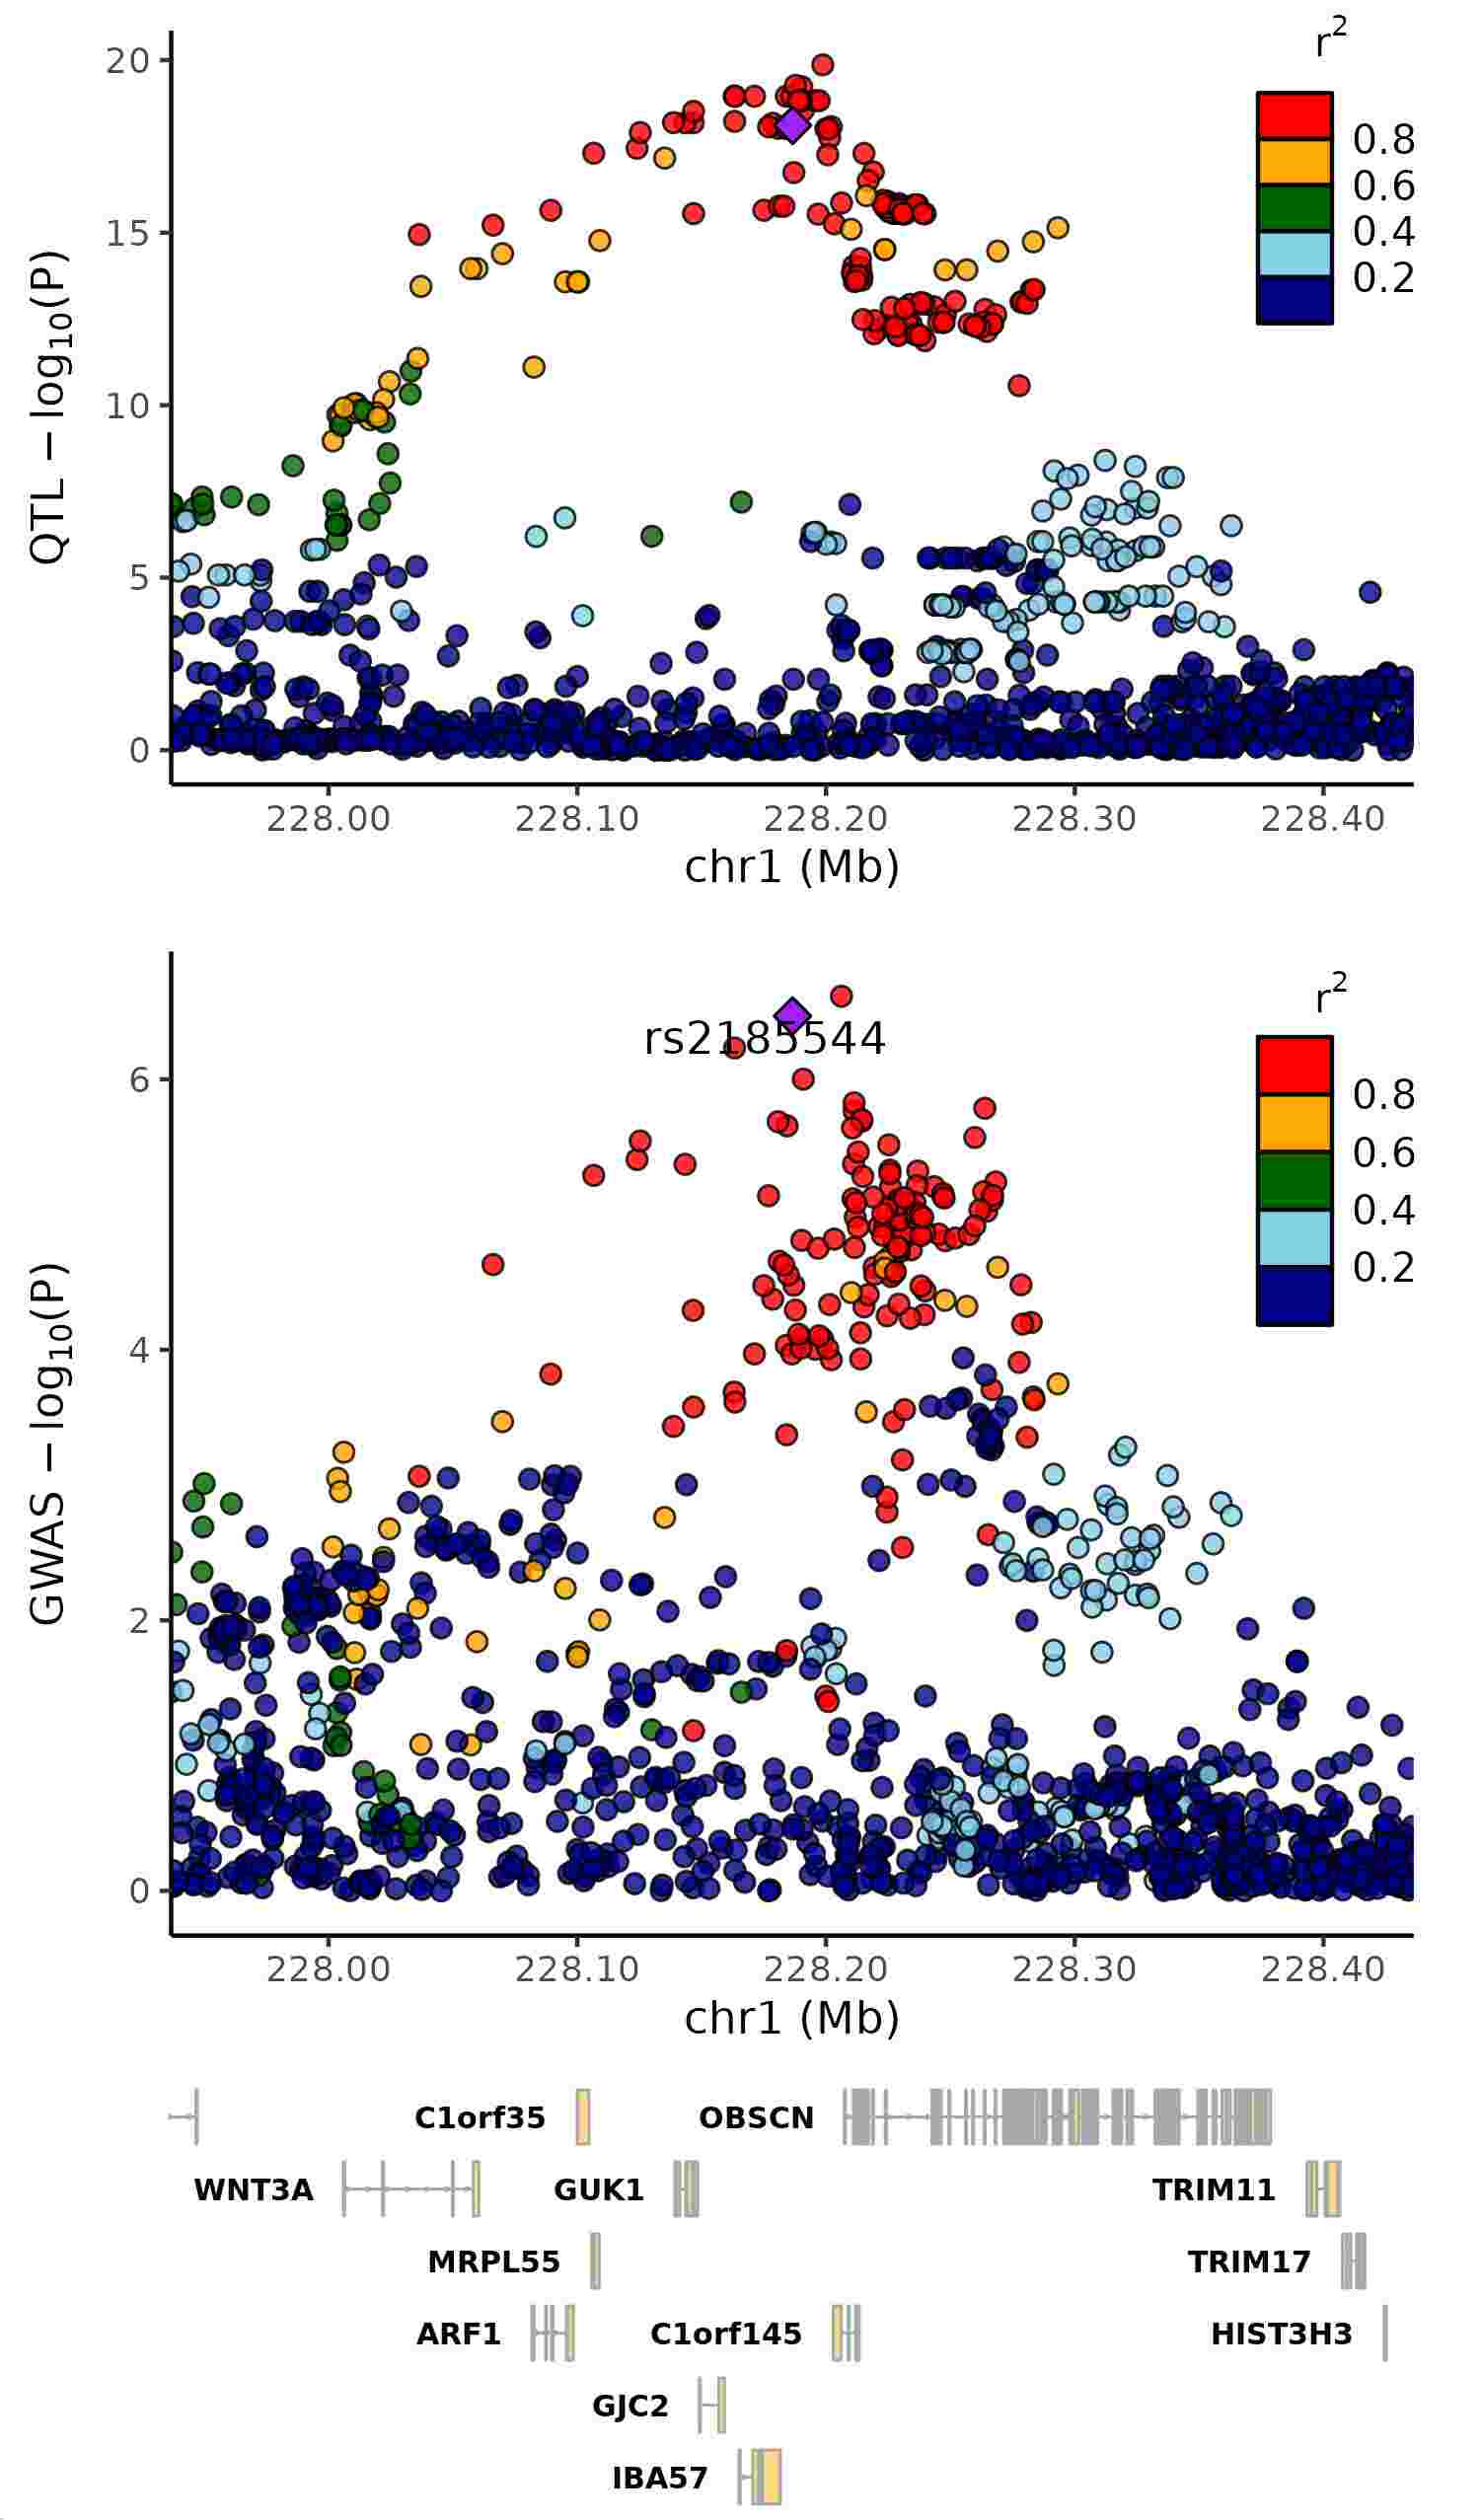 r²
20
15
10
5
0
QTL − log₁₀(P)
0.8
0.6
0.4
0.2
228.00 228.10 228.20 228.30 228.40
chr1 (Mb)
r²
rs2185544
6
4
2
0
GWAS − log₁₀(P)
0.8
0.6
0.4
0.2
228.00 228.10 228.20 228.30 228.40
chr1 (Mb)
C1orf35 OBSCN
WNT3A GUK1 TRIM11
MRPL55 TRIM17
ARF1 C1orf145 HIST3H3
GJC2
IBA57